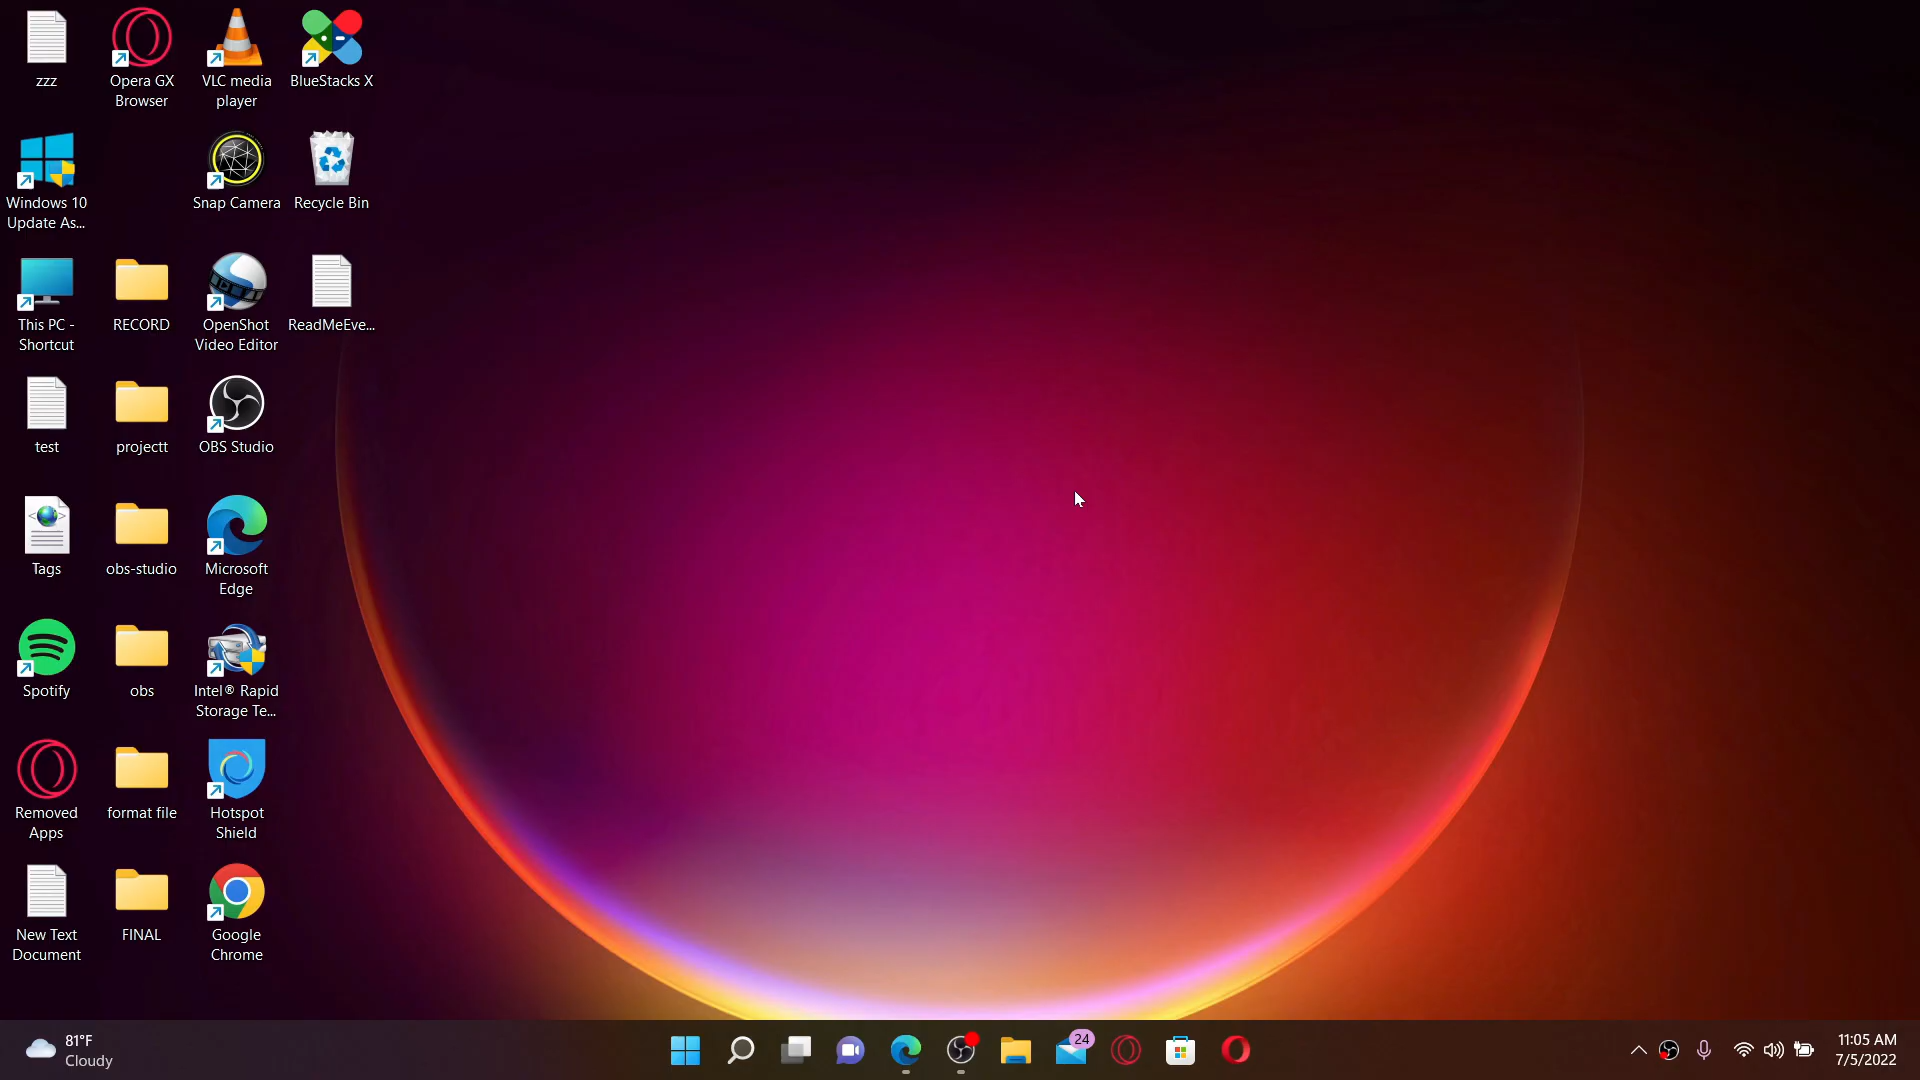 zzz
Opera GX
Browser
VLC media
player
BlueStacks X
Windows 10
Update As...
Snap Camera
Recycle Bin
This PC -
Shortcut
RECORD
OpenShot
Video Editor
ReadMeEve...
test
projectt
OBS Studio
Tags
obs-studio
Microsoft
Edge
Spotify
obs
Intel® Rapid
Storage Te...
Removed
Apps
format file
Hotspot
Shield
New Text
Document
FINAL
Google
Chrome
81°F
Cloudy
24
11:05 AM
7/5/2022